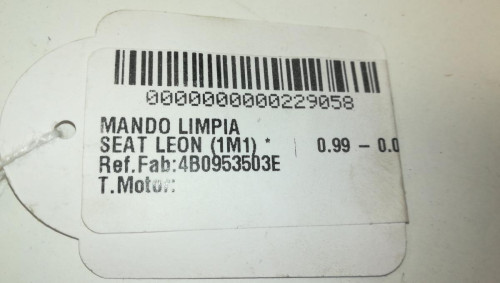 0000000000229058
MANDO LIMPIA
SEAT LEON (1M1) * | 0.99 - 0.0
Ref.Fab:4B0953503E
T.Motor: